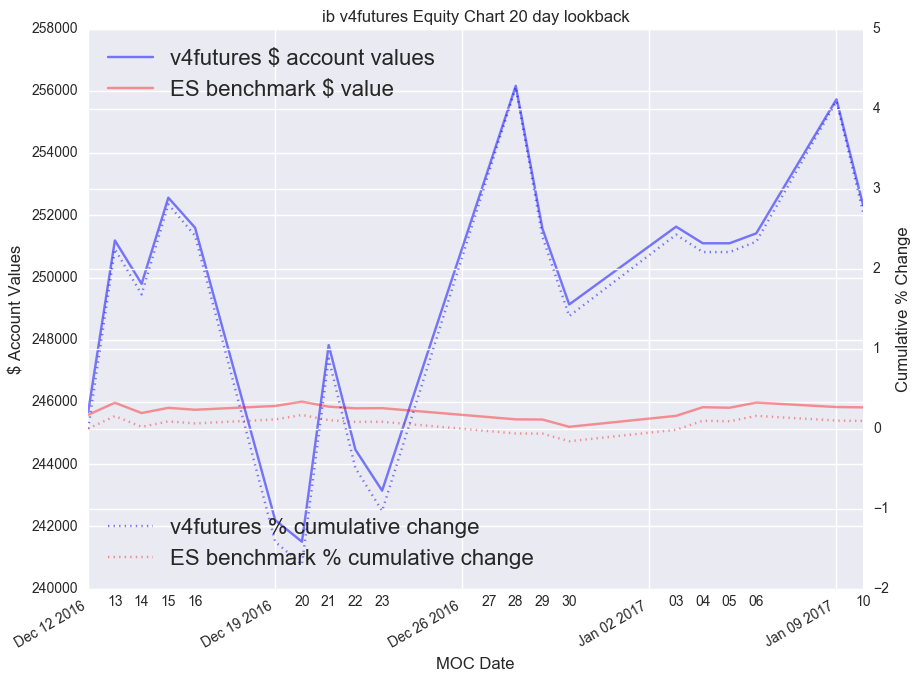 ib v4futures Equity Chart 20 day lookback
258000
256000
254000
252000
250000
248000
246000
244000
242000
240000
$ Account Values
v4futures $ account values
ES benchmark $ value
v4futures % cumulative change
ES benchmark % cumulative change
5
4
3
2
1
0
−1
−2
Cumulative % Change
Dec 12 2016 13 14 15 16 Dec 19 2016 20 21 22 23 Dec 26 2016 27 28 29 30 Jan 02 2017 03 04 05 06 Jan 09 2017 10
MOC Date